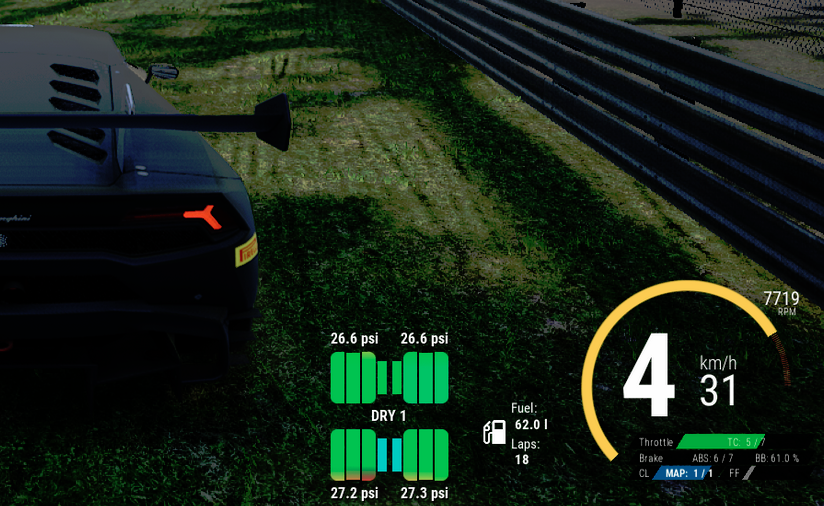 7719
RPM
4
km/h
31
Throttle TC: 5 / 7
Brake ABS: 6 / 7 BB: 61.0 %
CL MAP: 1 / 1 FF
26.6 psi 26.6 psi
DRY 1
27.2 psi 27.3 psi
Fuel:
62.0 l
Laps:
18